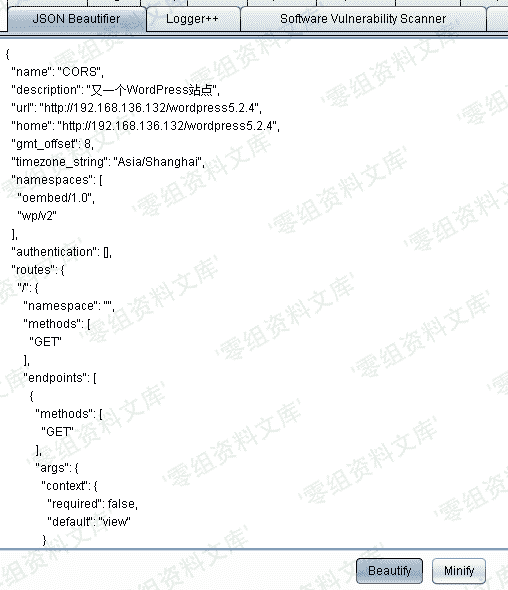 JSON Beautifier Logger++ Software Vulnerability Scanner
{
"name": "CORS",
"description": "又一个WordPress站点",
"url": "http://192.168.136.132/wordpress5.2.4",
"home": "http://192.168.136.132/wordpress5.2.4",
"gmt_offset": 8,
"timezone_string": "Asia/Shanghai",
"namespaces": [
"oembed/1.0",
"wp/v2"
],
"authentication": [],
"routes": {
"/": {
"namespace": "",
"methods": [
"GET"
],
"endpoints": [
{
"methods": [
"GET"
],
"args": {
"context": {
"required": false,
"default": "view"
}
Beautify Minify
'零组资料文库'